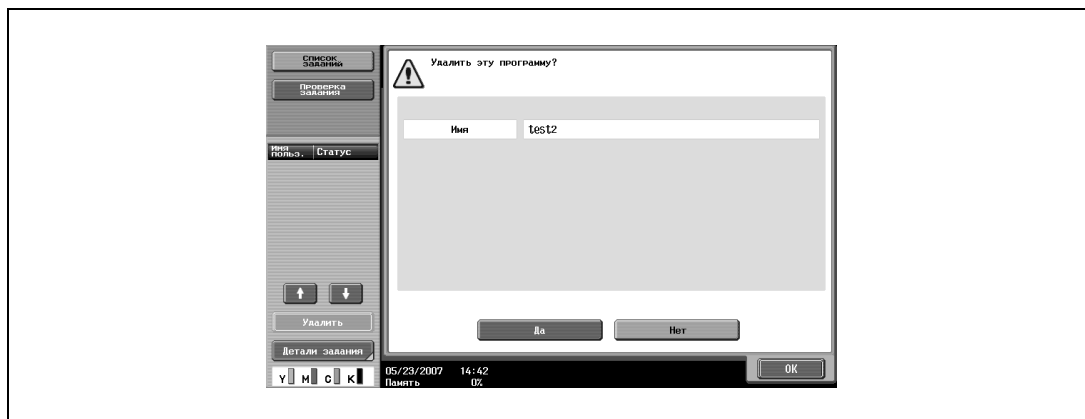 Список
заданий
Проверка
задания
Имя
польз.
Статус
Удалить
Детали задания
Y M C K
Удалить эту программу?
Имя
test2
Да
Нет
05/23/2007 14:42
Память 0%
OK